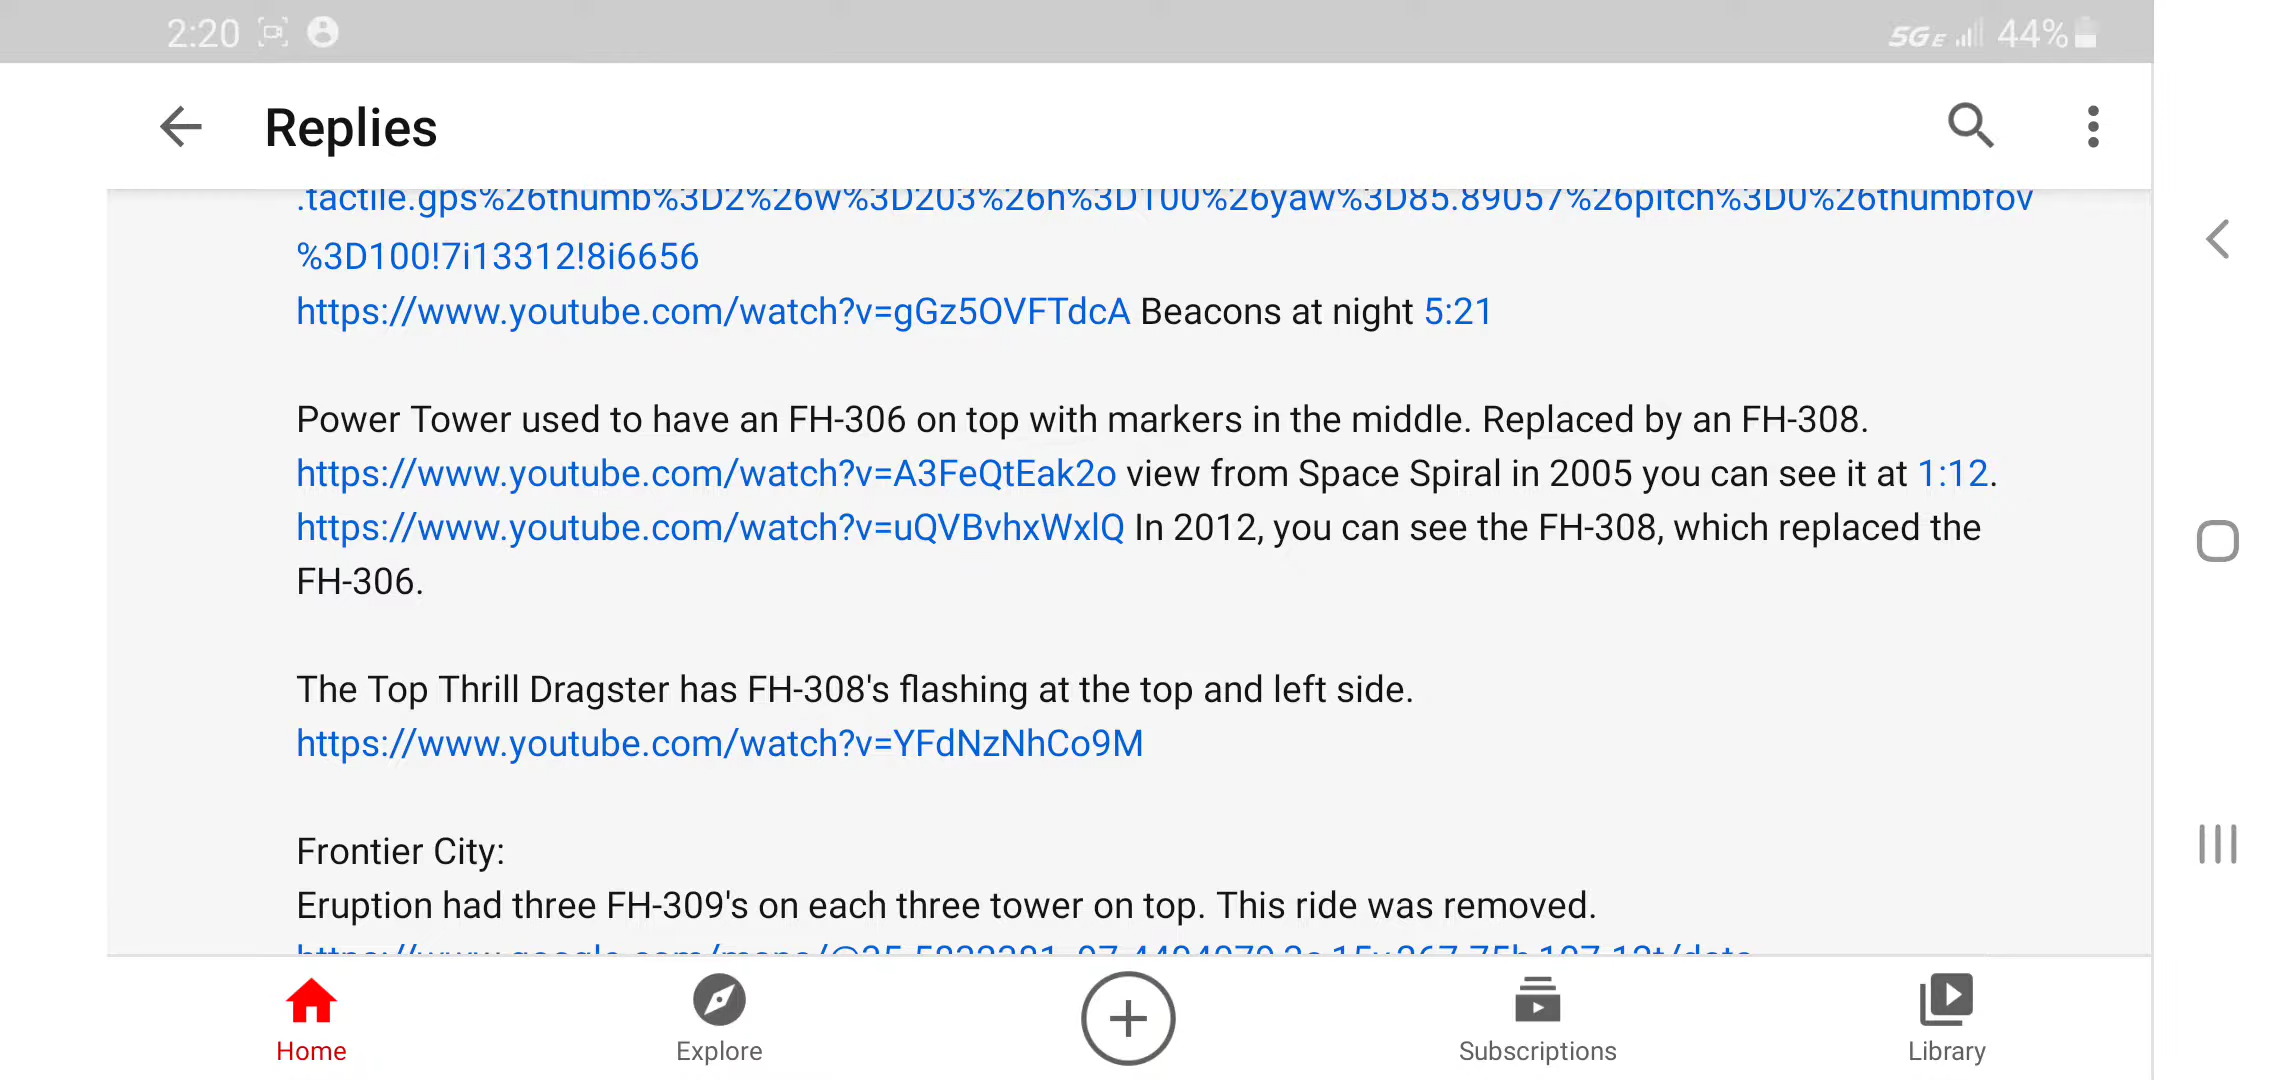 2:20 5GE 44%
Replies
.tactile.gps%26thumb%3D2%26w%3D203%26h%3D100%26yaw%3D85.89057%26pitch%3D0%26thumbfov
%3D100!7i13312!8i6656
https://www.youtube.com/watch?v=gGz5OVFTdcA Beacons at night 5:21
Power Tower used to have an FH-306 on top with markers in the middle. Replaced by an FH-308.
https://www.youtube.com/watch?v=A3FeQtEak2o view from Space Spiral in 2005 you can see it at 1:12.
https://www.youtube.com/watch?v=uQVBvhxWxlQ In 2012, you can see the FH-308, which replaced the
FH-306.
The Top Thrill Dragster has FH-308's flashing at the top and left side.
https://www.youtube.com/watch?v=YFdNzNhCo9M
Frontier City:
Eruption had three FH-309's on each three tower on top. This ride was removed.
Home Explore Subscriptions Library